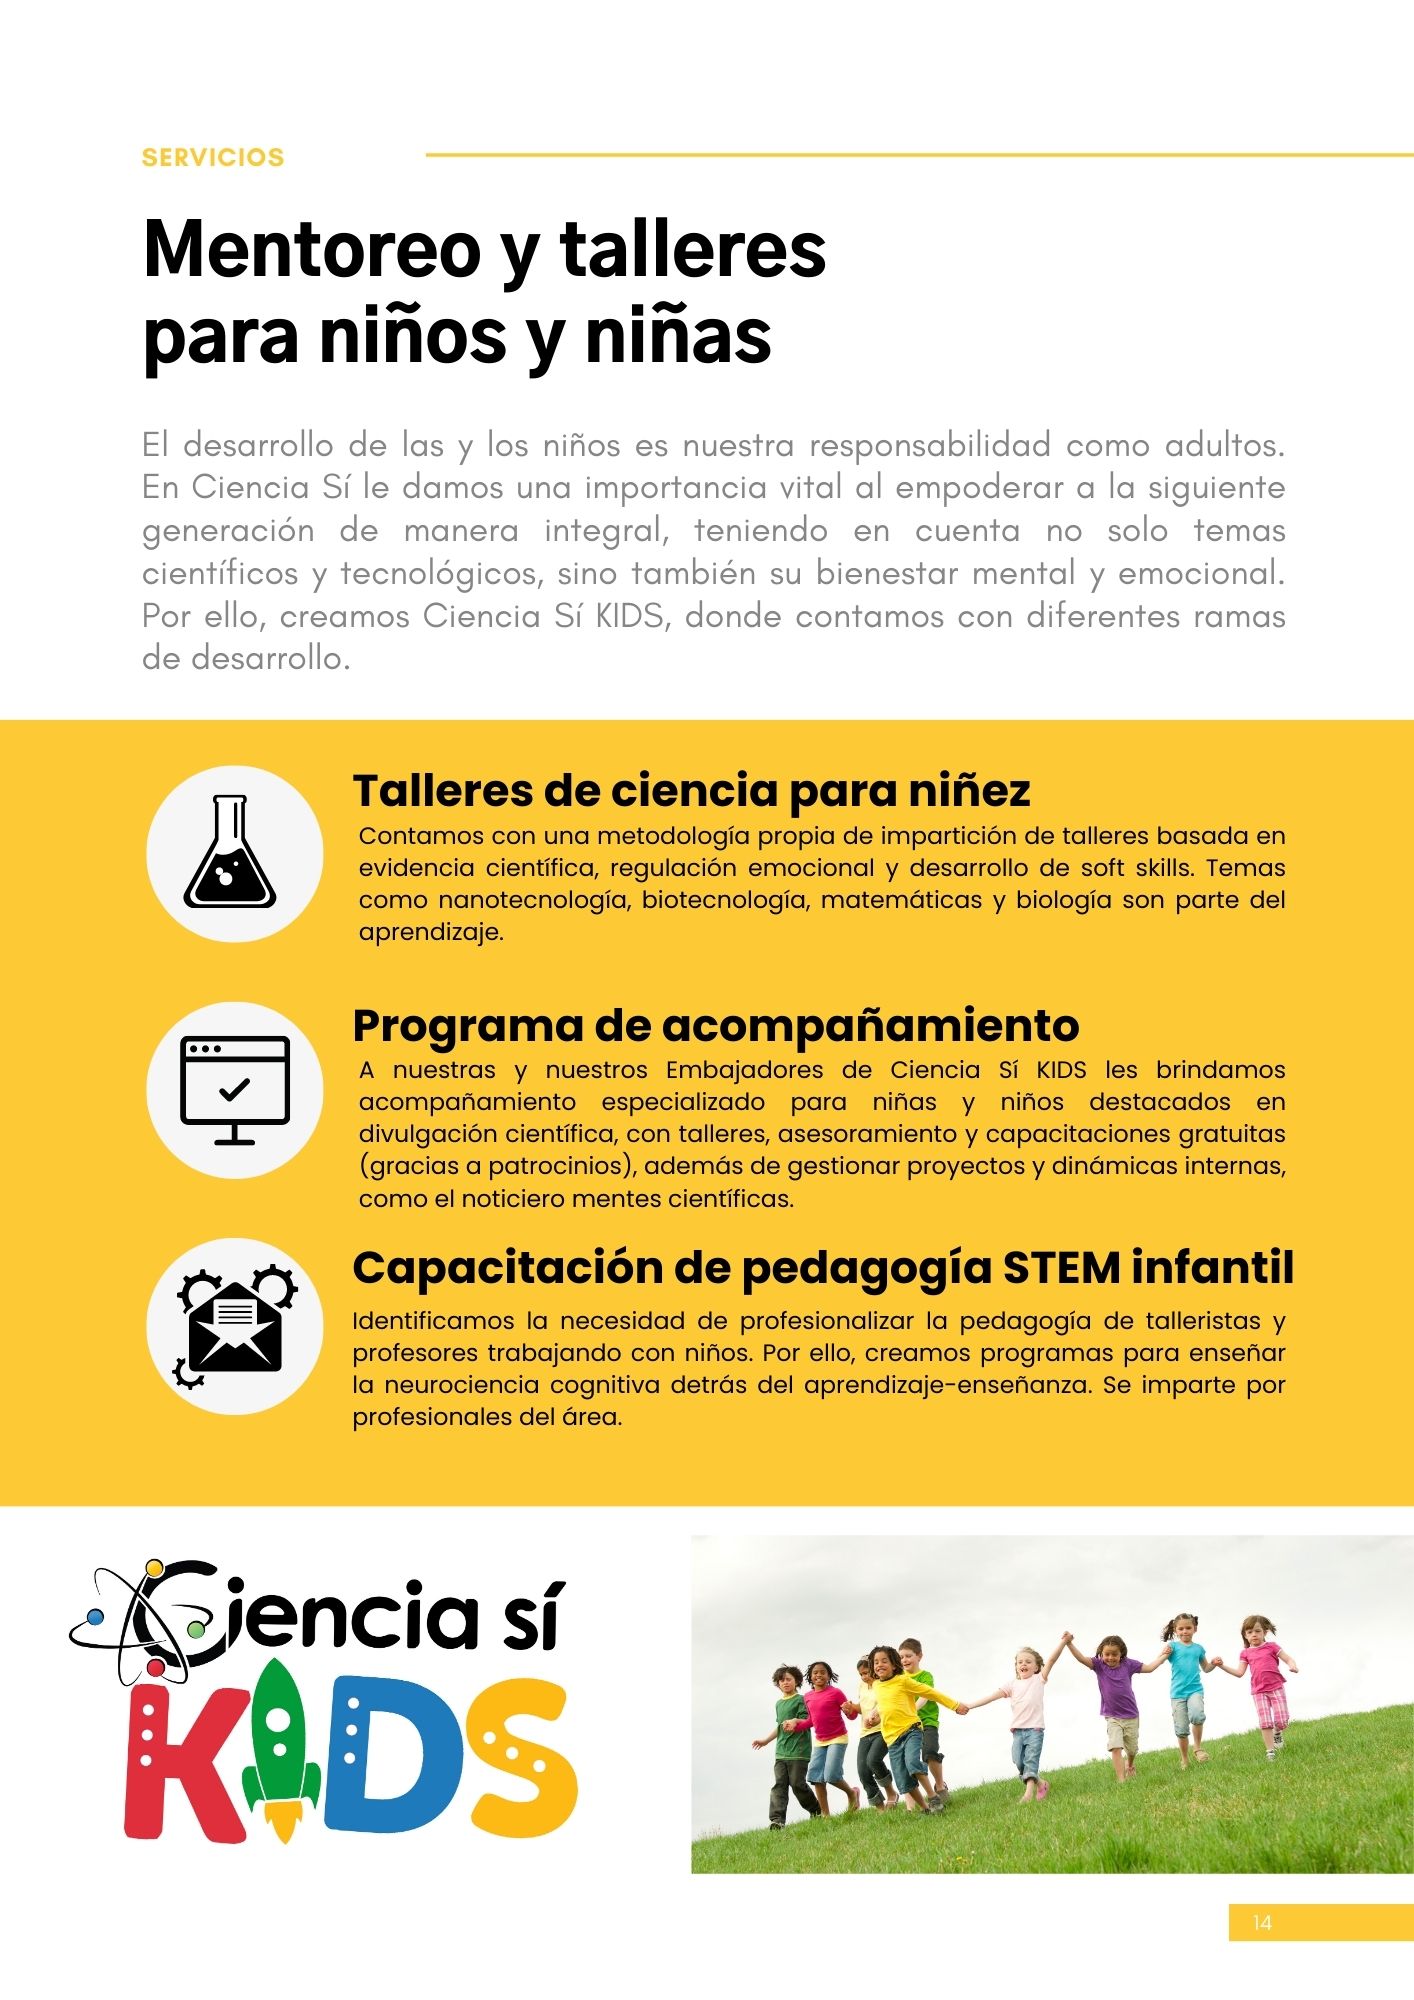 SERVICIOS
Mentoreo y talleres
para niños y niñas
El desarrollo de las y los niños es nuestra responsabilidad como adultos.
En Ciencia Sí le damos una importancia vital al empoderar a la siguiente
generación de manera integral, teniendo en cuenta no solo temas
científicos y tecnológicos, sino también su bienestar mental y emocional.
Por ello, creamos Ciencia Sí KIDS, donde contamos con diferentes ramas
de desarrollo.
Talleres de ciencia para niñez
Contamos con una metodología propia de impartición de talleres basada en
evidencia científica, regulación emocional y desarrollo de soft skills. Temas
como nanotecnología, biotecnología, matemáticas y biología son parte del
aprendizaje.
Programa de acompañamiento
A nuestras y nuestros Embajadores de Ciencia Sí KIDS les brindamos
acompañamiento especializado para niñas y niños destacados en
divulgación científica, con talleres, asesoramiento y capacitaciones gratuitas
(gracias a patrocinios), además de gestionar proyectos y dinámicas internas,
como el noticiero mentes científicas.
Capacitación de pedagogía STEM infantil
Identificamos la necesidad de profesionalizar la pedagogía de talleristas y
profesores trabajando con niños. Por ello, creamos programas para enseñar
la neurociencia cognitiva detrás del aprendizaje-enseñanza. Se imparte por
profesionales del área.
Ciencia sí
KIDS
14